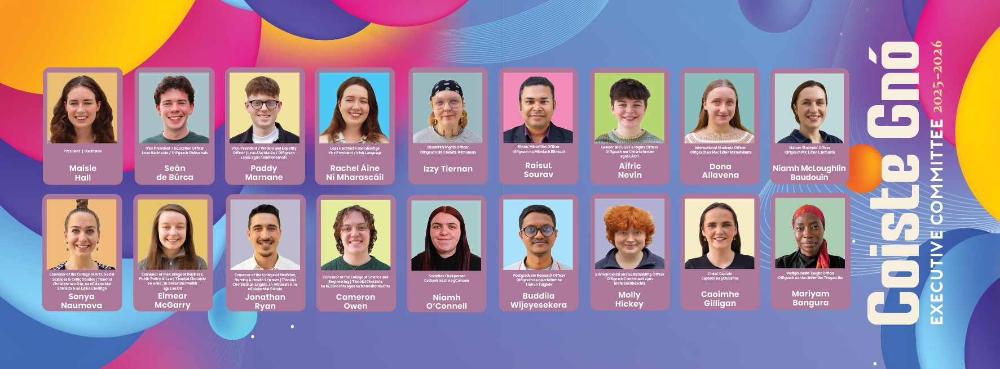 President | Uachtarán
Maisie
Hall
Vice President / Education Officer
Leas Uachtarán / Oifigeach Oideachais
Seán
de Búrca
Vice-President / Welfare and Equality
Officer | Leas-Uachtarán / Oifigeach
Leasa agus Comhionannais
Paddy
Marnane
Leas Uachtarán don Ghaeilge
Vice President / Irish Language
Rachel Áine
Ní Mharascáil
Disability Rights Officer
Oifigeach um Chearta Míchumais
Izzy Tiernan
Ethnic Minorities Officer
Oifigeach na Mionlach Eitneach
RaisuL
Sourav
Gender and LGBT+ Rights Officer
Oifigeach um Chearta Inscne
agus LADT
Aifric
Nevin
International Students Officer
Oifigeach na Mac Léinn Idirnáisiúnta
Dona
Allavena
Mature Students' Officer
Oifigeach Mic Léinn Lánfhásta
Niamh McLoughlin
Baudouin
Convenor of the College of Arts, Social
Sciences & Celtic Studies | Tionólaí
Choláiste na nDán, na nEolaíochtaí
Sóisialta & an Léinn Cheiltigh
Sonya
Naumova
Convenor of the College of Business,
Public Policy & Law | Tionólaí Choláiste
an Ghnó, an Bheartais Phoiblí
agus an Dlí
Eimear
McGarry
Convenor of the College of Medicine,
Nursing & Health Sciences | Tionólaí
Choláiste an Leighis, an Altranais & na
nEolaíochtaí Sláinte
Jonathan
Ryan
Convenor of the College of Science and
Engineering | Tionólaí Choláiste
na hEolaíochta agus na hInnealtóireachta
Cameron
Owen
Societies Chairperson
Cathaoirleach na gCumann
Niamh
O'Connell
Postgraduate Research Officer
Oifigeach na nIarchéimithe
i mbun Taighde
Buddila
Wijeyesekera
Environmental and Sustainability Officer
Oifigeach Comhshaoil agus
Inbhuanaitheachta
Molly
Hickey
Clubs' Captain
Captaen na gClubanna
Caoimhe
Gilligan
Postgraduate Taught Officer
Oifigeach na nIarchéimithe Teagasctha
Mariyam
Bangura
Coiste Gnó
EXECUTIVE COMMITTEE 2025-2026